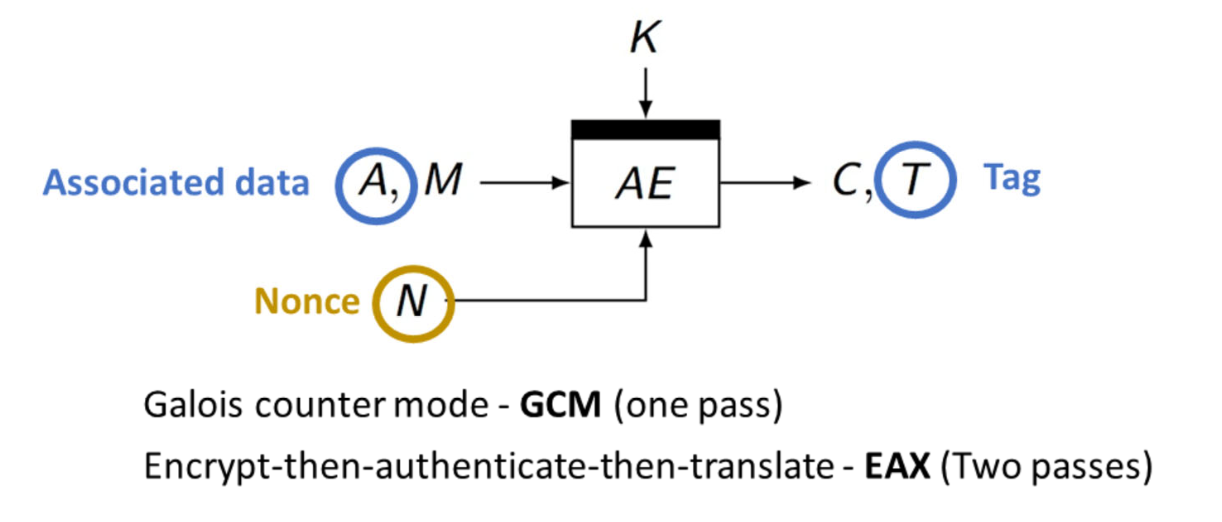 K
Associated data A, M AE C, T Tag
Nonce N
Galois counter mode - GCM (one pass)
Encrypt-then-authenticate-then-translate - EAX (Two passes)